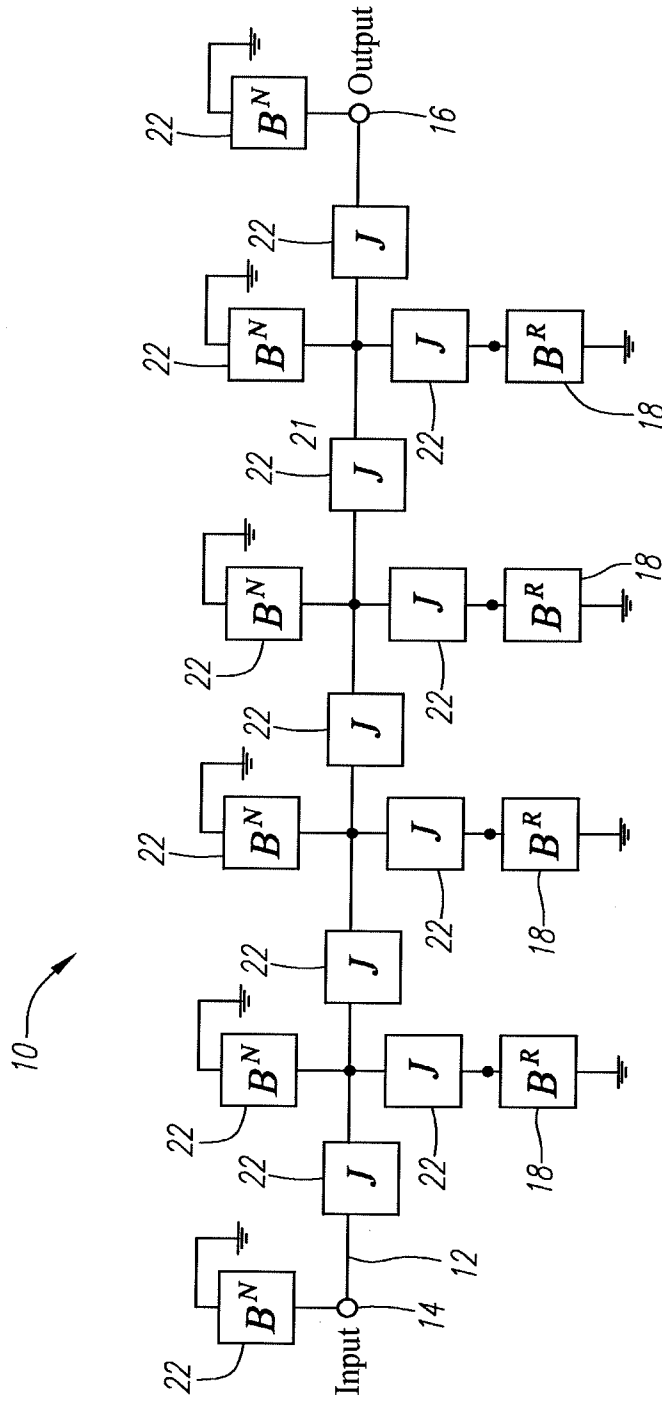 10
22 22 22 22 22 22
B^N B^N B^N B^N B^N B^N
22 22 22 22 21 22
Input J J J J J Output
14 12 16
J J J J
22 22 22 22
B^R B^R B^R B^R
18 18 18 18